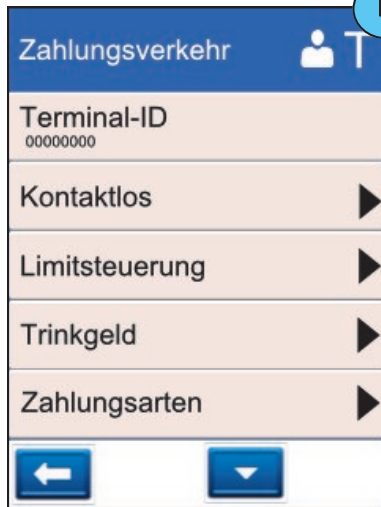 Zahlungsverkehr T
Terminal-ID
00000000
Kontaktlos
Limitsteuerung
Trinkgeld
Zahlungsarten